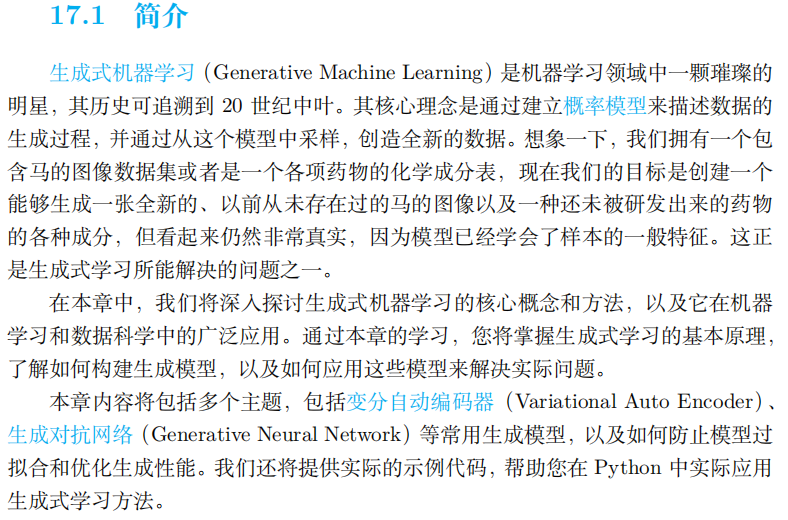 17.1 简介
生成式机器学习（Generative Machine Learning）是机器学习领域中一颗璀璨的
明星，其历史可追溯到 20 世纪中叶。其核心理念是通过建立概率模型来描述数据的
生成过程，并通过从这个模型中采样，创造全新的数据。想象一下，我们拥有一个包
含马的图像数据集或者是一个各项药物的化学成分表，现在我们的目标是创建一个
能够生成一张全新的、以前从未存在过的马的图像以及一种还未被研发出来的药物
的各种成分，但看起来仍然非常真实，因为模型已经学会了样本的一般特征。这正
是生成式学习所能解决的问题之一。
在本章中，我们将深入探讨生成式机器学习的核心概念和方法，以及它在机器
学习和数据科学中的广泛应用。通过本章的学习，您将掌握生成式学习的基本原理，
了解如何构建生成模型，以及如何应用这些模型来解决实际问题。
本章内容将包括多个主题，包括变分自动编码器（Variational Auto Encoder）、
生成对抗网络（Generative Neural Network）等常用生成模型，以及如何防止模型过
拟合和优化生成性能。我们还将提供实际的示例代码，帮助您在 Python 中实际应用
生成式学习方法。